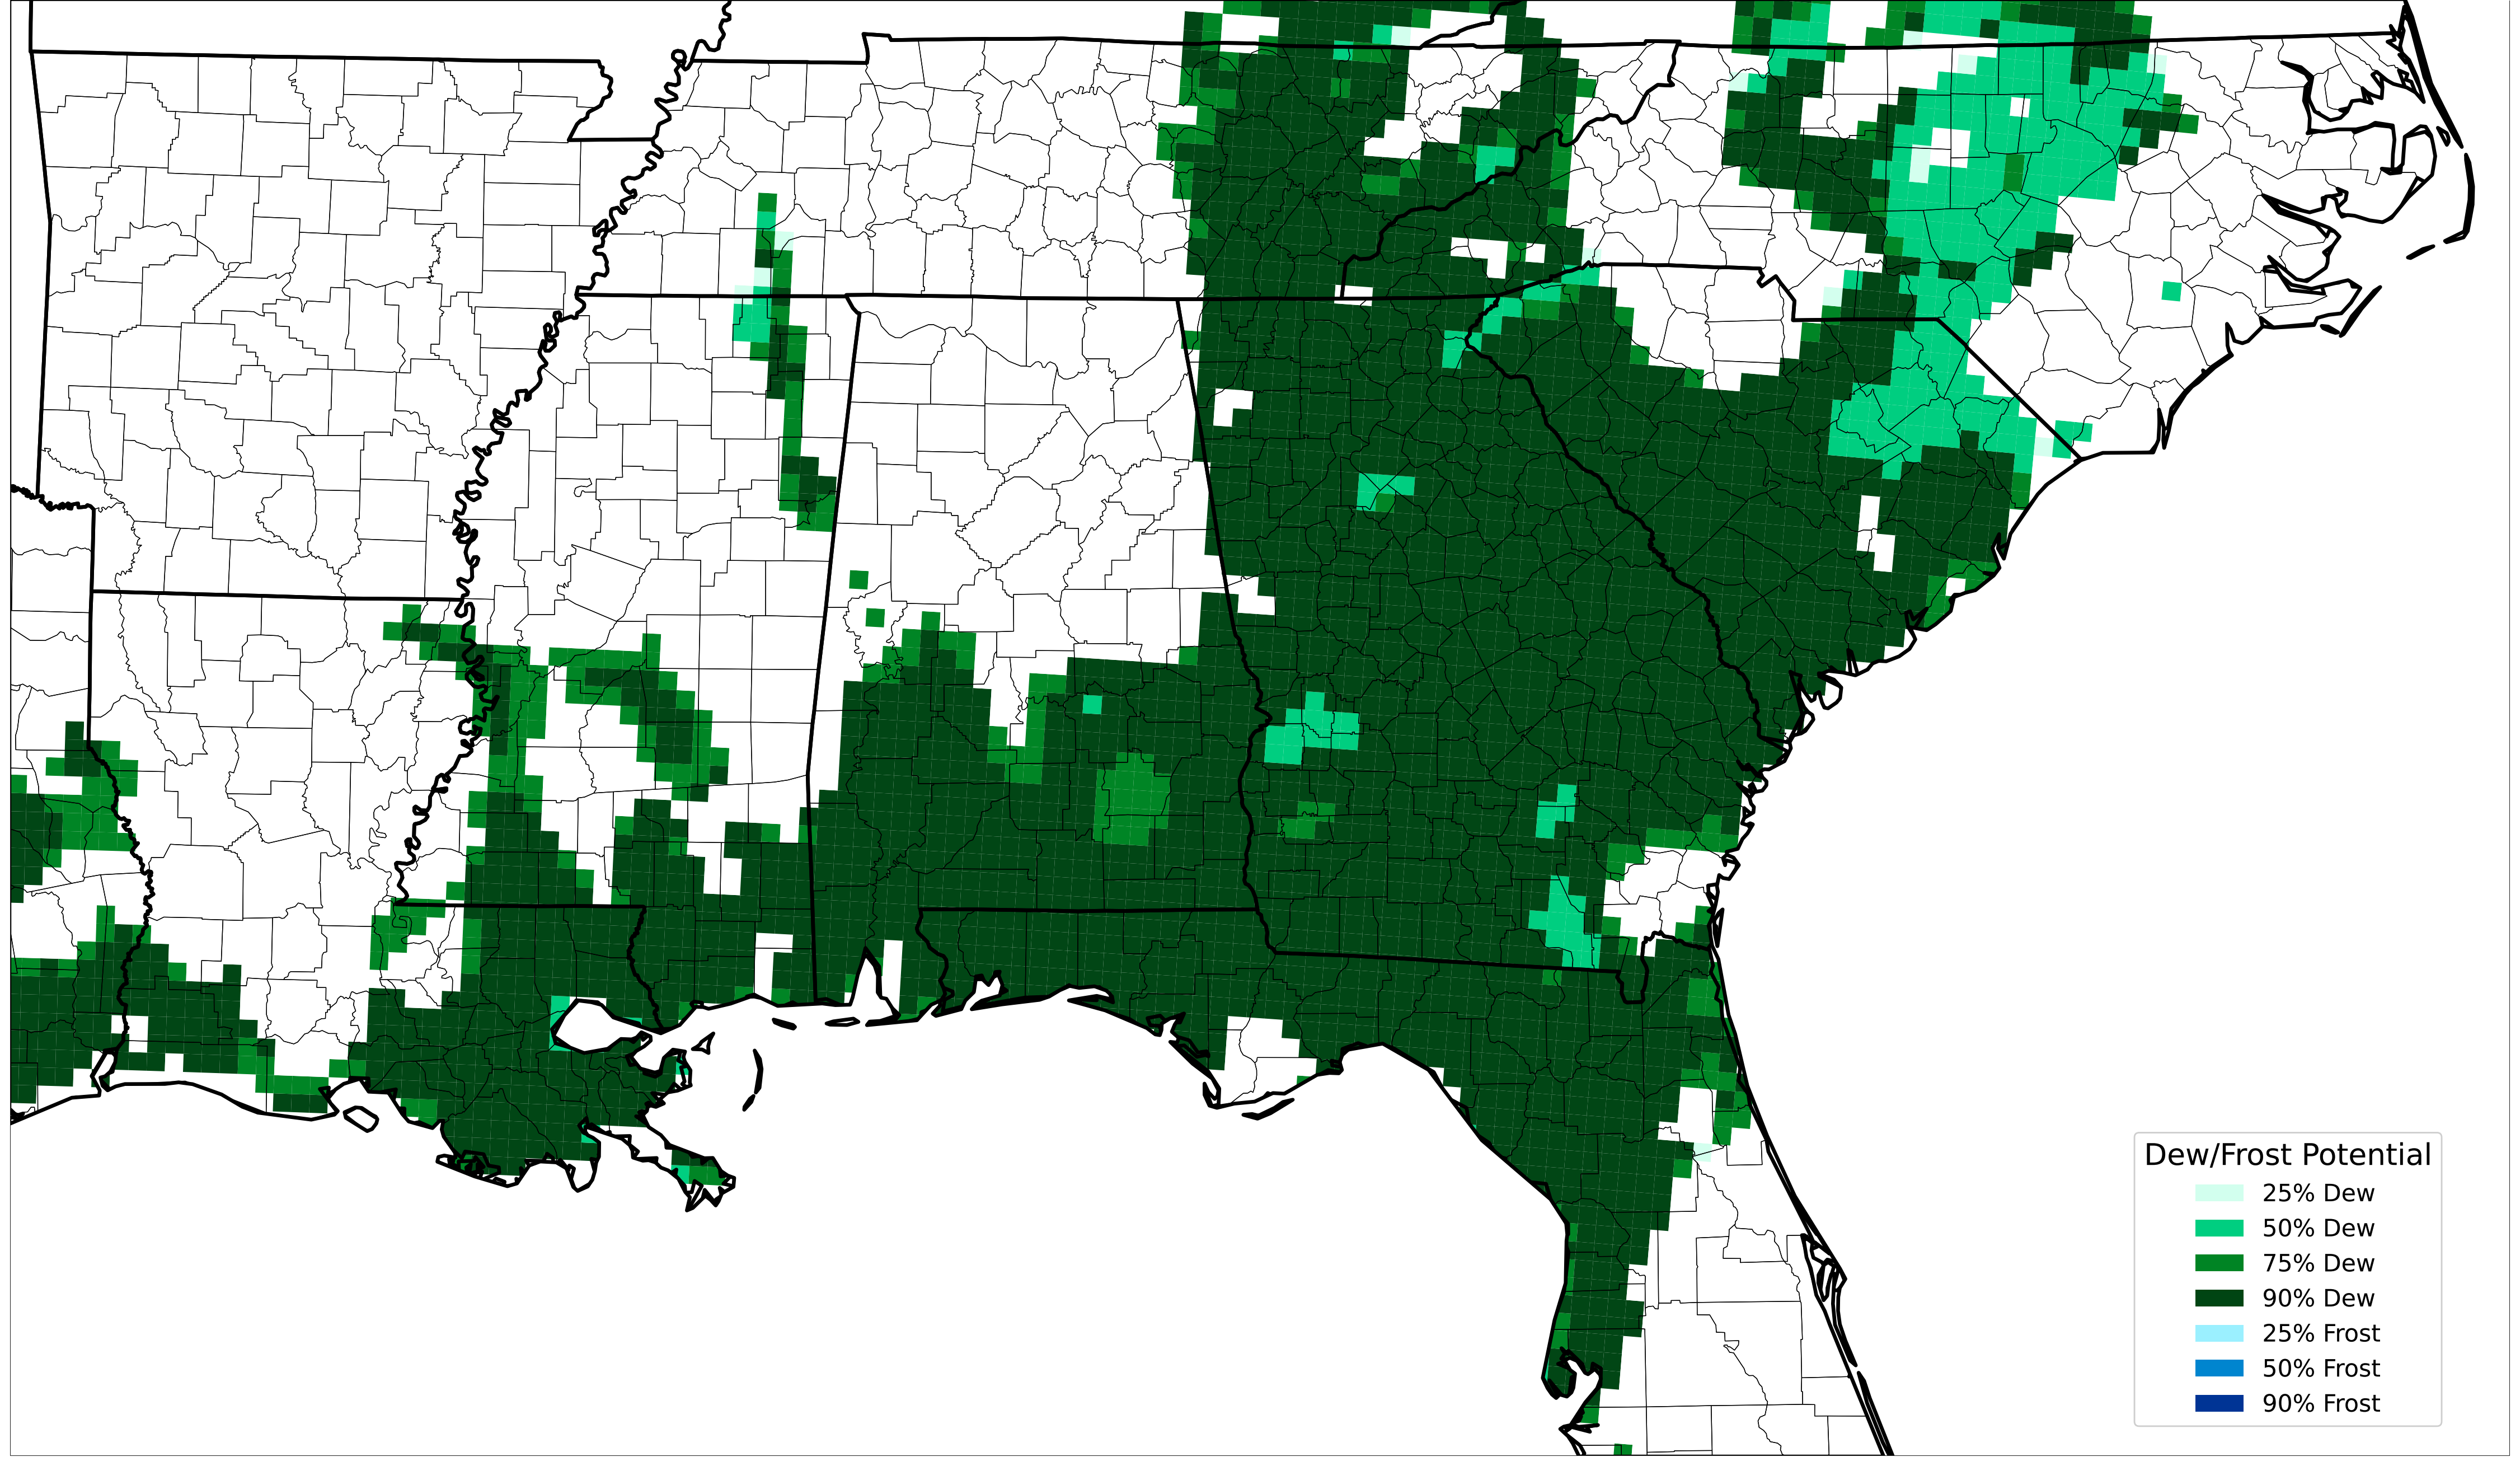 Dew/Frost Potential
25% Dew
50% Dew
75% Dew
90% Dew
25% Frost
50% Frost
90% Frost